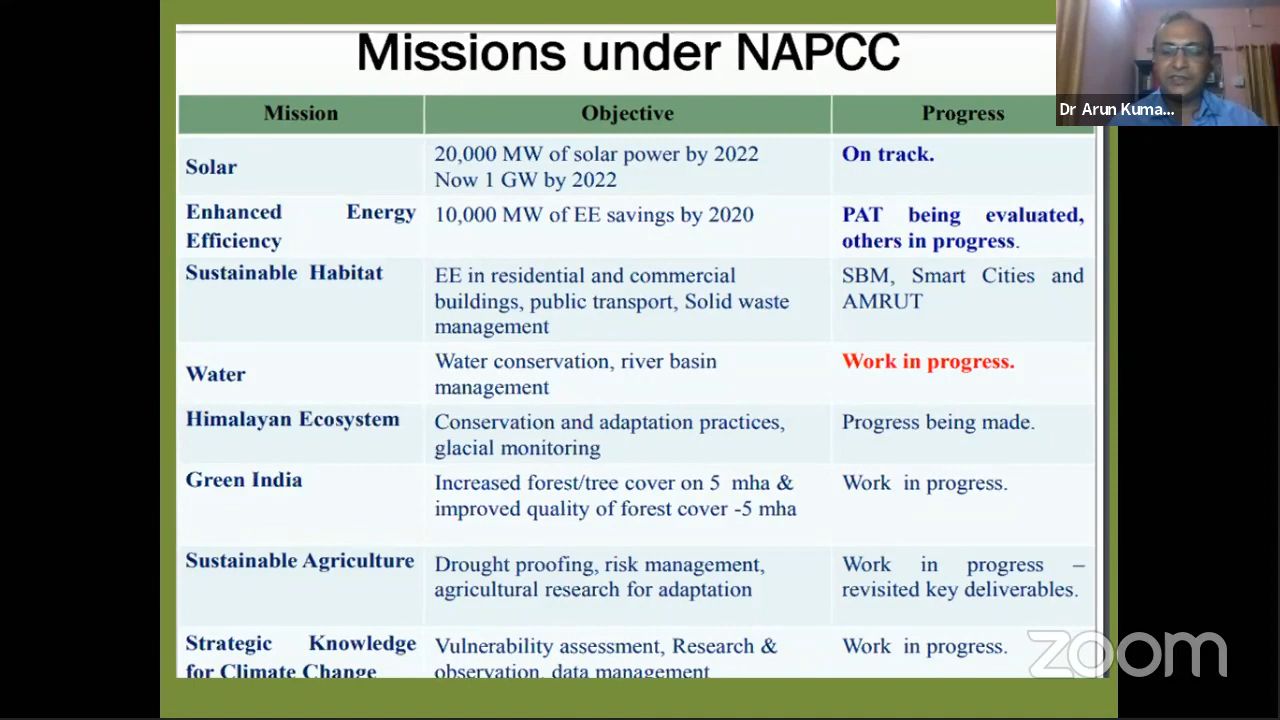 Missions under NAPCC
Dr Arun Kuma...
Mission Objective Progress
Solar
20,000 MW of solar power by 2022
Now 1 GW by 2022
On track.
Enhanced Energy
Efficiency
10,000 MW of EE savings by 2020
PAT being evaluated,
others in progress.
Sustainable Habitat
EE in residential and commercial
buildings, public transport, Solid waste
management
SBM, Smart Cities and
AMRUT
Water
Water conservation, river basin
management
Work in progress.
Himalayan Ecosystem
Conservation and adaptation practices,
glacial monitoring
Progress being made.
Green India
Increased forest/tree cover on 5 mha &
improved quality of forest cover -5 mha
Work in progress.
Sustainable Agriculture
Drought proofing, risk management,
agricultural research for adaptation
Work in progress –
revisited key deliverables.
Strategic Knowledge
for Climate Change
Vulnerability assessment, Research &
observation, data management
Work in progress.
zoom